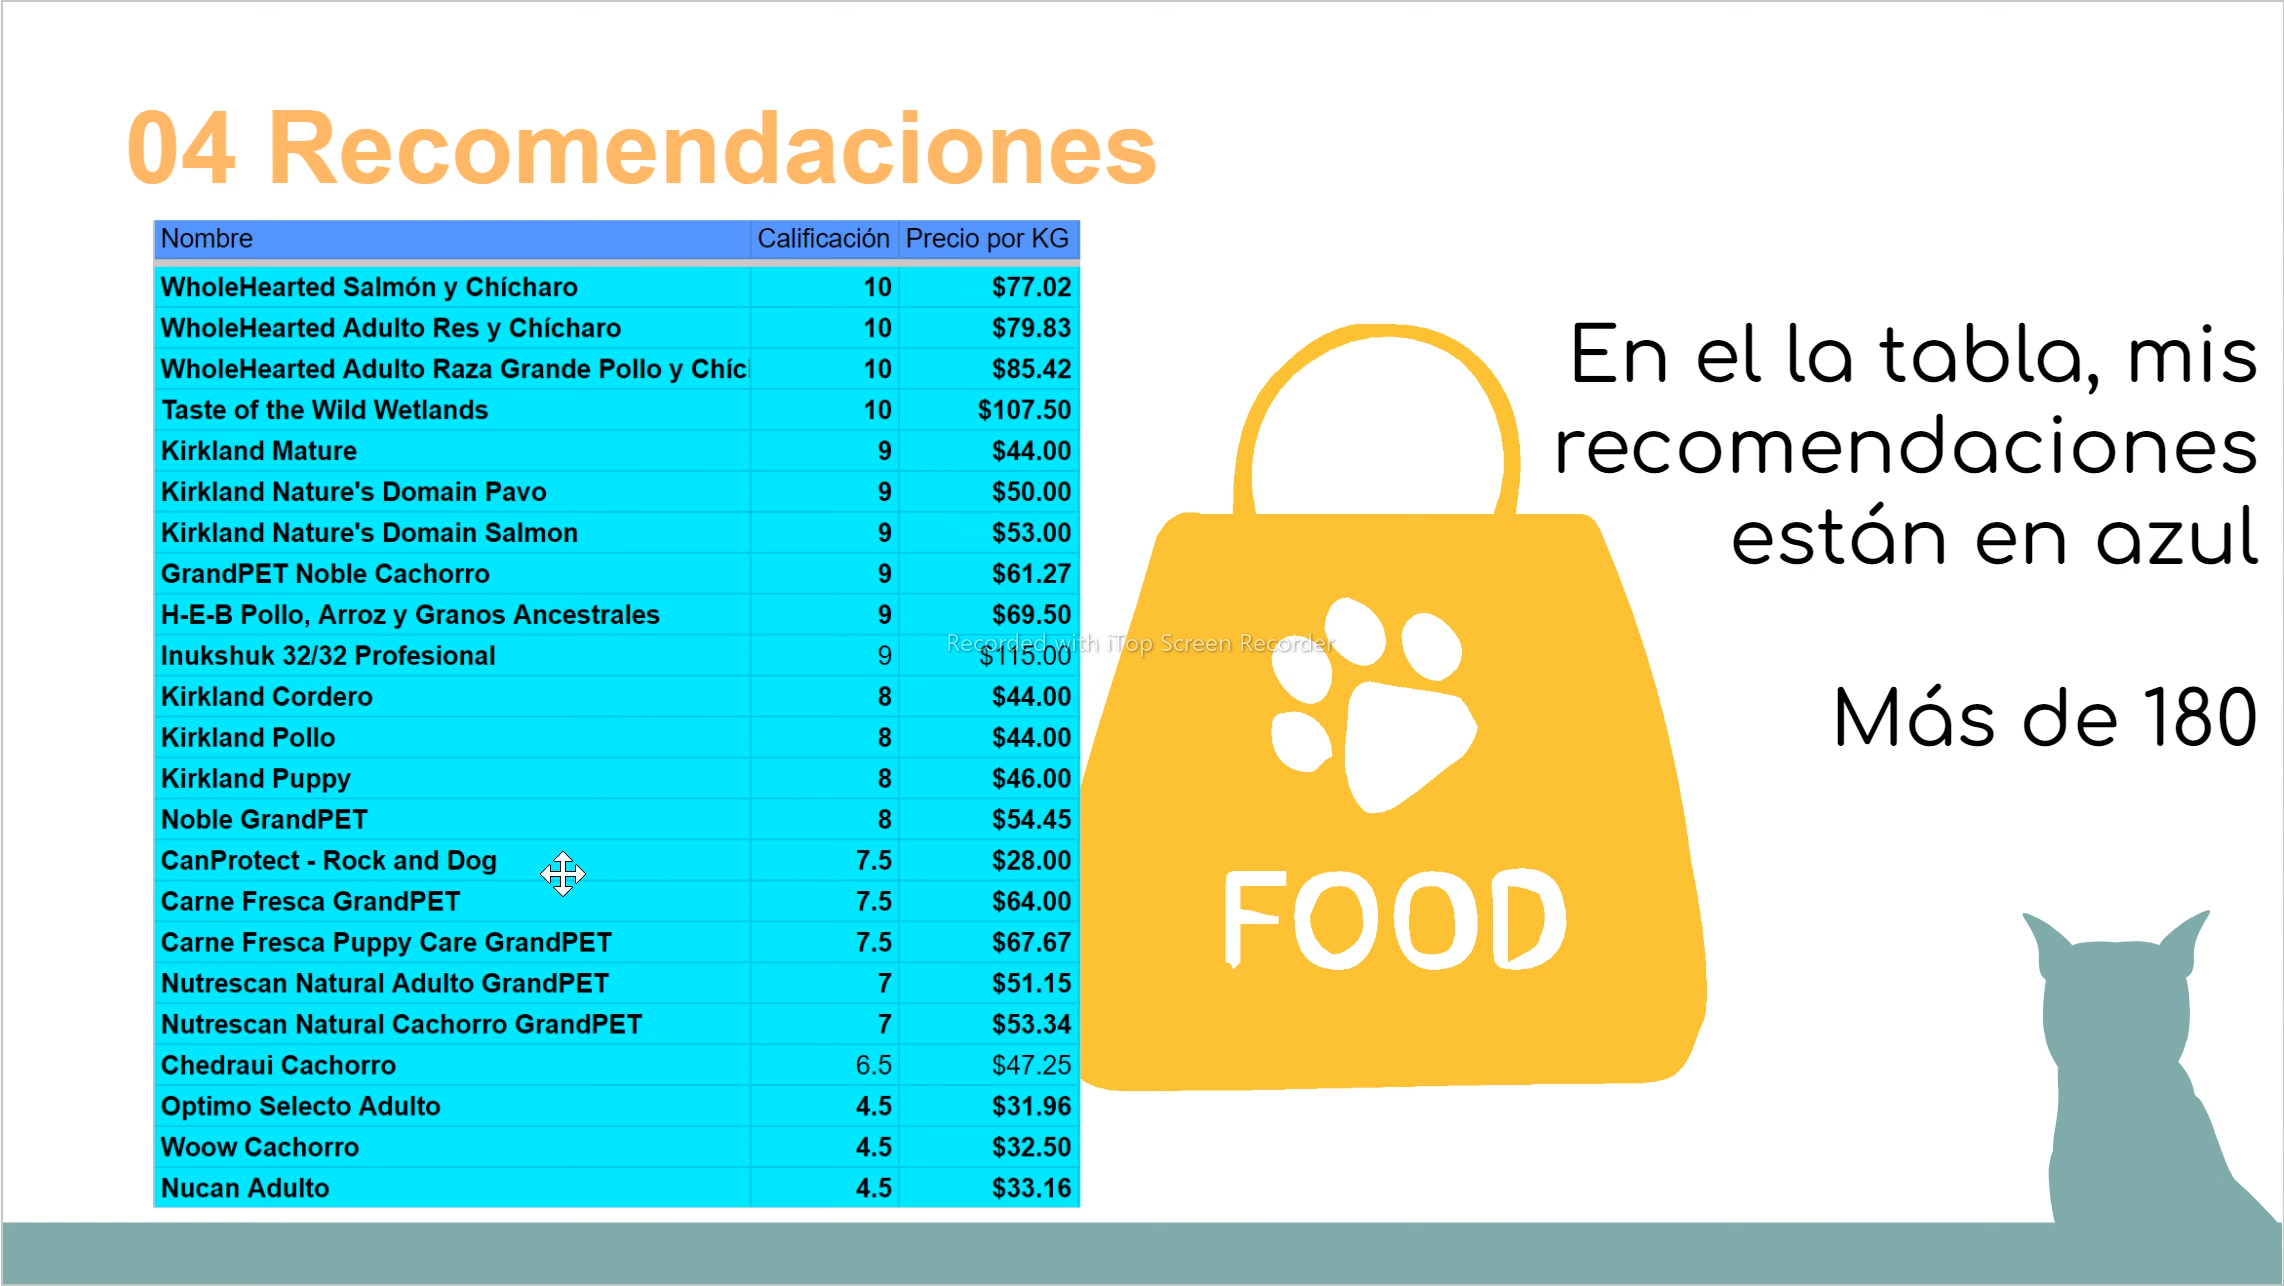 04 Recomendaciones
Nombre Calificación Precio por KG
WholeHearted Salmón y Chícharo 10 $77.02
WholeHearted Adulto Res y Chícharo 10 $79.83
WholeHearted Adulto Raza Grande Pollo y 10 $85.42
Taste of the Wild Wetlands 10 $107.50
Kirkland Mature 9 $44.00
Kirkland Nature's Domain Pavo 9 $50.00
Kirkland Nature's Domain Salmon 9 $53.00
GrandPET Noble Cachorro 9 $61.27
H-E-B Pollo, Arroz y Granos Ancestrales 9 $69.50
Inukshuk 32/32 Profesional 9 $115.00
Kirkland Cordero 8 $44.00
Kirkland Pollo 8 $44.00
Kirkland Puppy 8 $46.00
Noble GrandPET 8 $54.45
CanProtect - Rock and Dog 7.5 $28.00
Carne Fresca GrandPET 7.5 $64.00
Carne Fresca Puppy Care GrandPET 7.5 $67.67
Nutrescan Natural Adulto GrandPET 7 $51.15
Nutrescan Natural Cachorro GrandPET 7 $53.34
Chedraui Cachorro 6.5 $47.25
Optimo Selecto Adulto 4.5 $31.96
Woow Cachorro 4.5 $32.50
Nucan Adulto 4.5 $33.16
Recorded with iTop Screen Recorder
FOOD
En el la tabla, mis
recomendaciones
están en azul
Más de 180